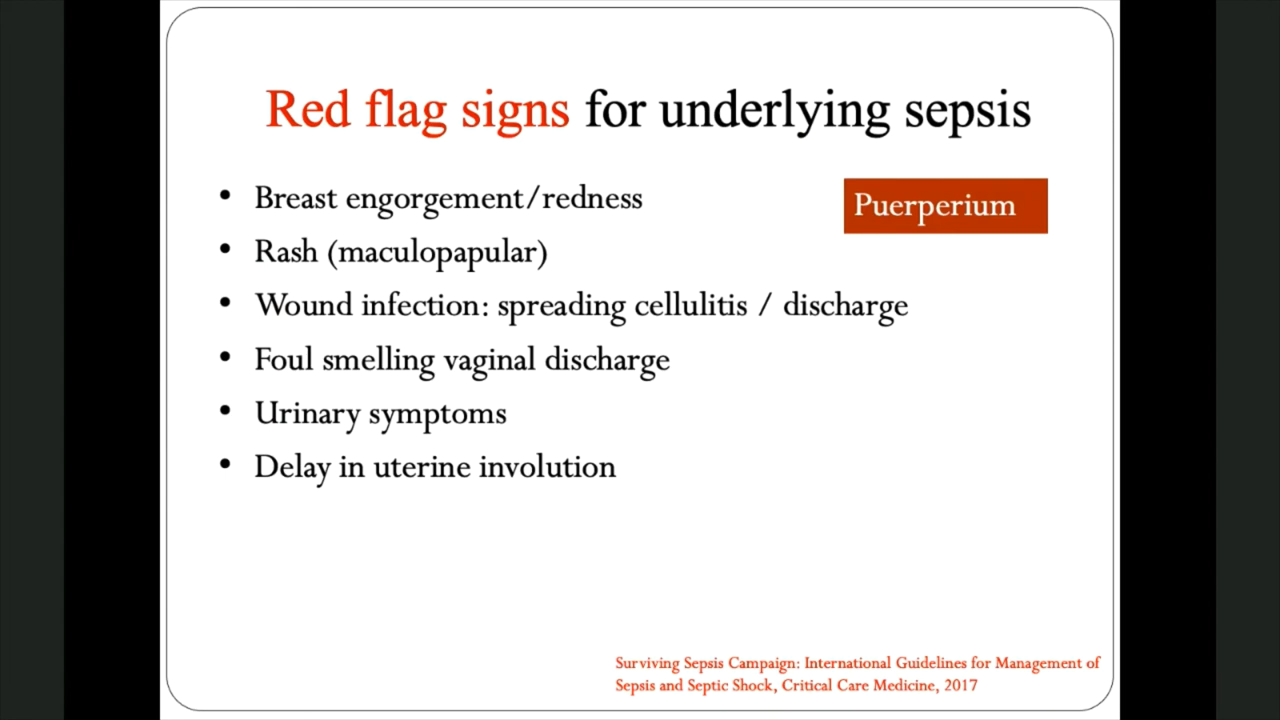 Red flag signs for underlying sepsis
• Breast engorgement/redness
Puerperium
• Rash (maculopapular)
• Wound infection: spreading cellulitis / discharge
• Foul smelling vaginal discharge
• Urinary symptoms
• Delay in uterine involution
Surviving Sepsis Campaign: International Guidelines for Management of
Sepsis and Septic Shock, Critical Care Medicine, 2017